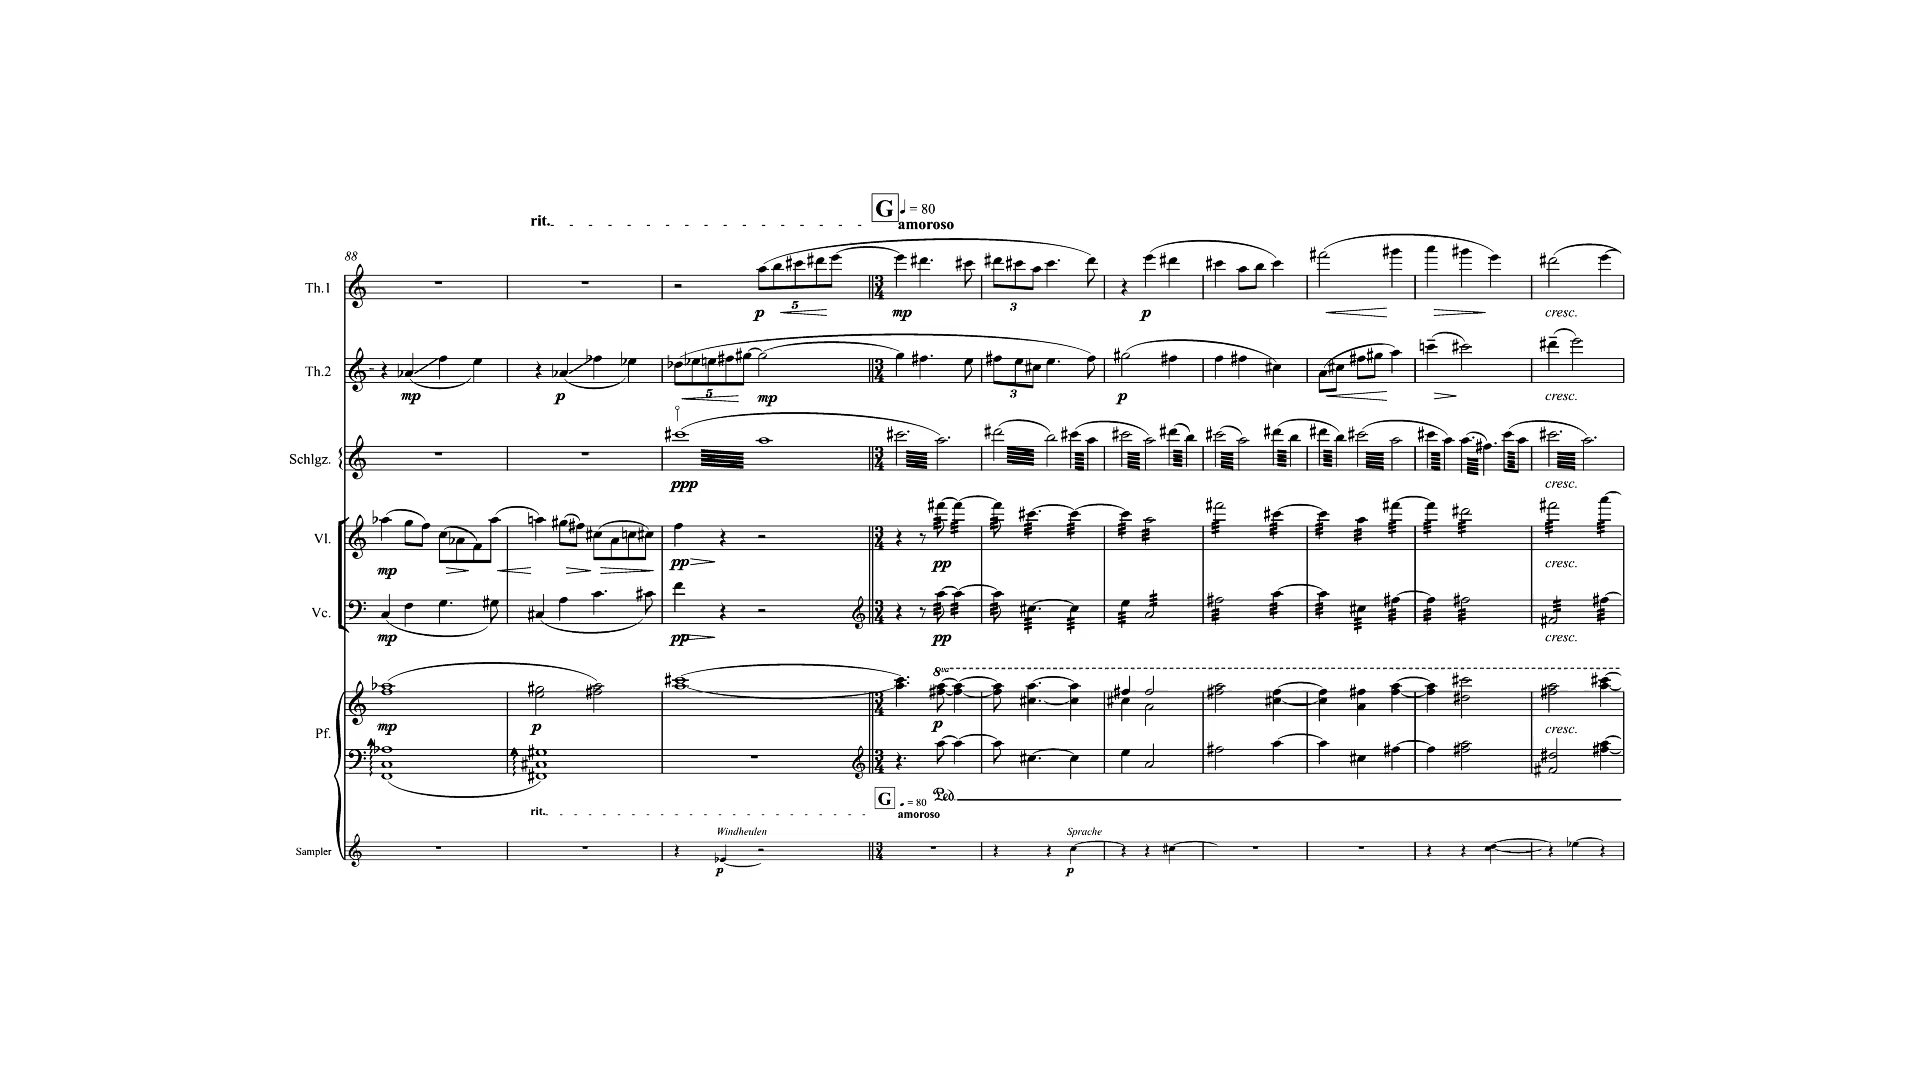 G ♩ = 80
rit. amoroso
88
Th.1
5
3
p mp p cresc.
Th.2
mp p 5 mp 3 p cresc.
Schlgz.
ppp cresc.
Vl.
mp pp pp cresc.
Vc.
mp pp pp cresc.
8va
Pf.
mp p p cresc.
G ♩ = 80 Ped.
rit. amoroso
Windheulen Sprache
Sampler
p p
3
4